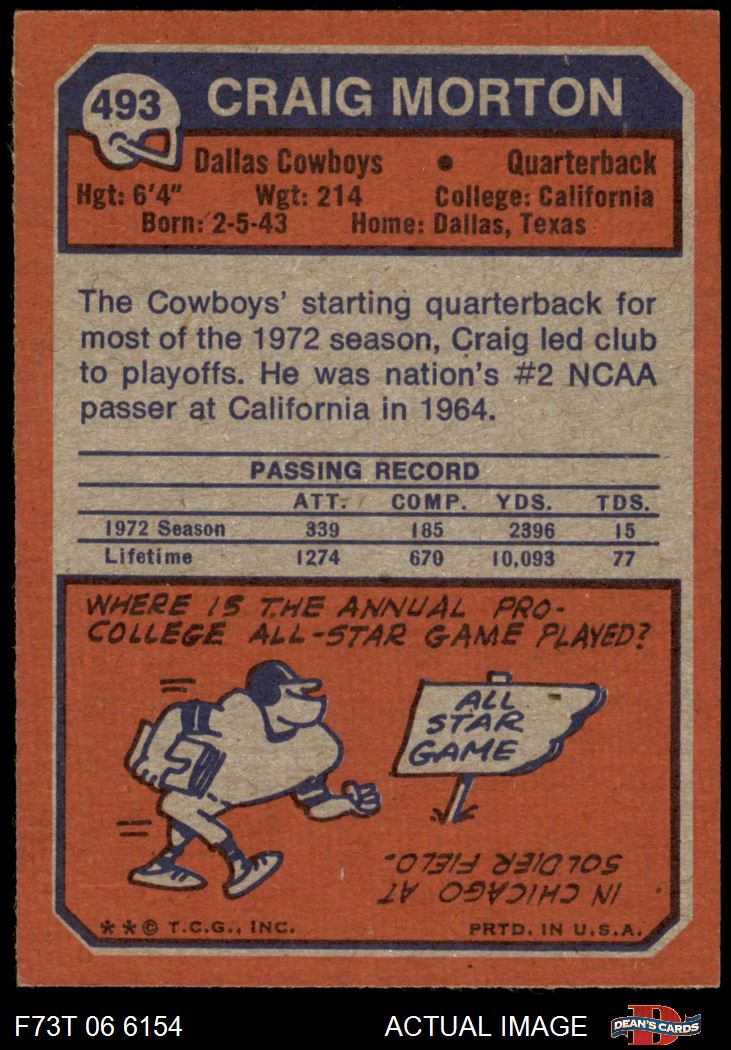 493 CRAIG MORTON
Dallas Cowboys • Quarterback
Hgt: 6'4" Wgt: 214 College: California
Born: 2-5-43 Home: Dallas, Texas
The Cowboys' starting quarterback for
most of the 1972 season, Craig led club
to playoffs. He was nation's #2 NCAA
passer at California in 1964.
PASSING RECORD
ATT. COMP. YDS. TDS.
1972 Season 339 185 2396 15
Lifetime 1274 670 10,093 77
WHERE IS THE ANNUAL PRO-
COLLEGE ALL-STAR GAME PLAYED?
ALL
STAR
GAME
IN CHICAGO AT
SOLDIER FIELD.
**© T.C.G., INC. PRTD. IN U.S.A.
F73T 06 6154 ACTUAL IMAGE D DEAN'S CARDS